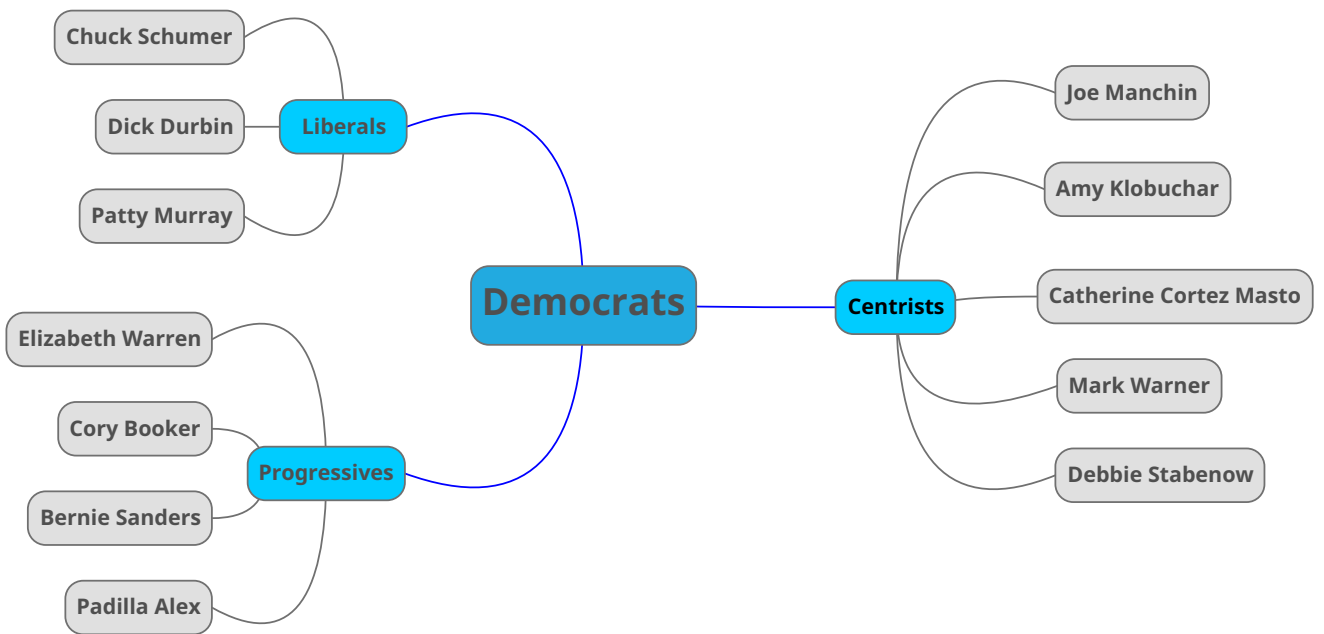 Democrats
Liberals
Chuck Schumer
Dick Durbin
Patty Murray
Progressives
Elizabeth Warren
Cory Booker
Bernie Sanders
Padilla Alex
Centrists
Joe Manchin
Amy Klobuchar
Catherine Cortez Masto
Mark Warner
Debbie Stabenow